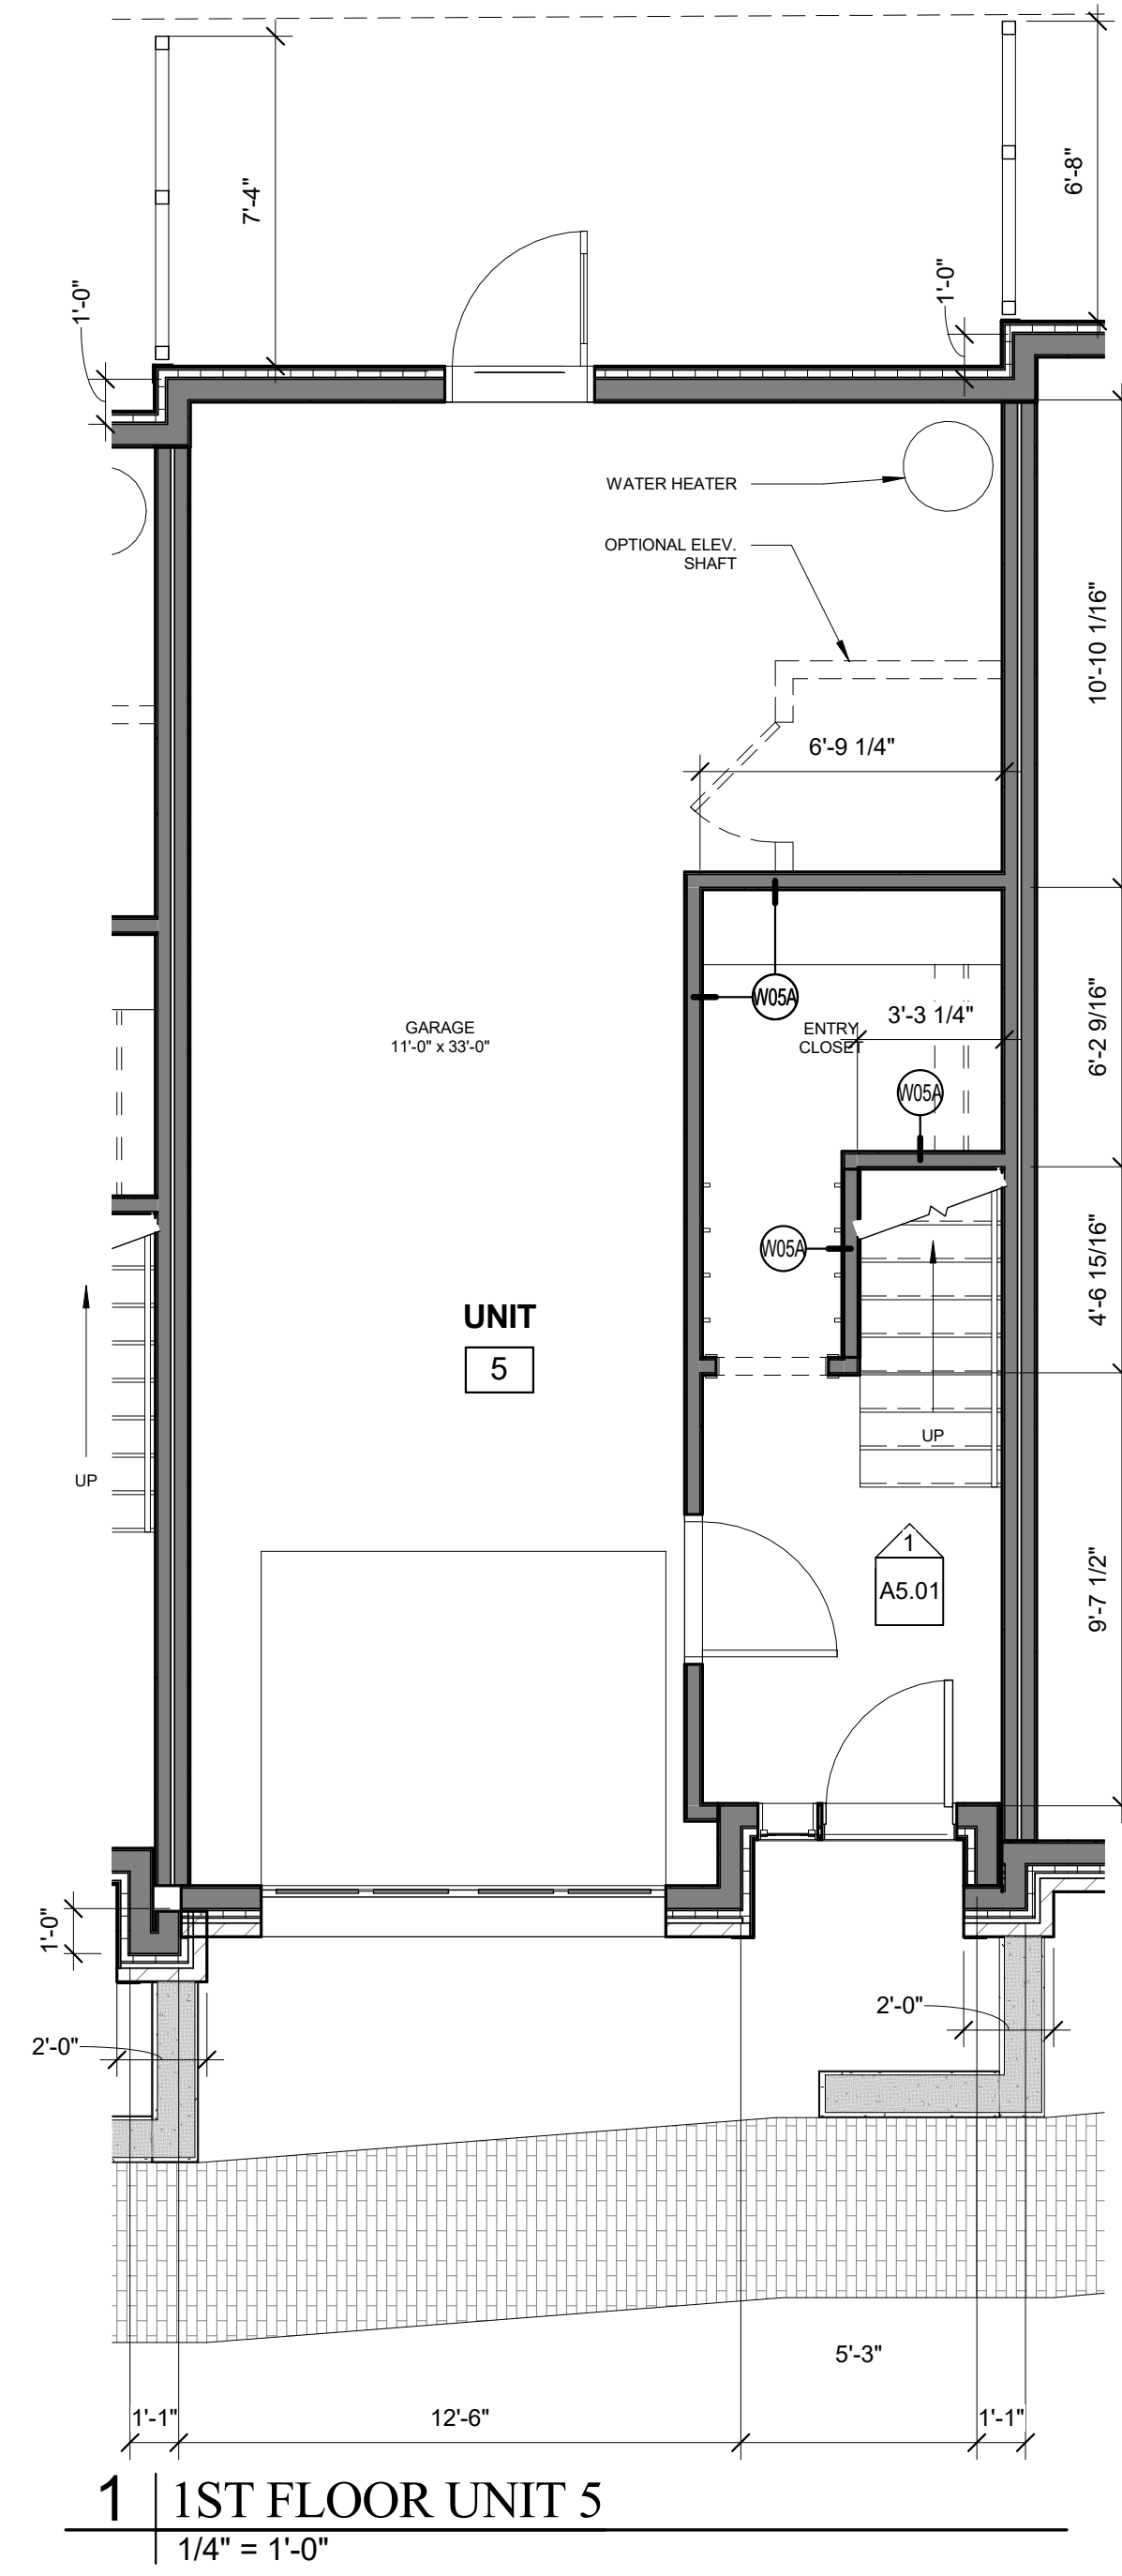 7'-4"
6'-8"
1'-0"
1'-0"
WATER HEATER
OPTIONAL ELEV.
SHAFT
10'-10 1/16"
6'-9 1/4"
W05A
GARAGE
11'-0" x 33'-0"
ENTRY
CLOSET
3'-3 1/4"
6'-2 9/16"
W05A
W05A
4'-6 15/16"
UNIT
5
UP
UP
1
A5.01
9'-7 1/2"
1'-0"
2'-0"
2'-0"
5'-3"
1'-1"
12'-6"
1'-1"
1
1ST FLOOR UNIT 5
1/4" = 1'-0"